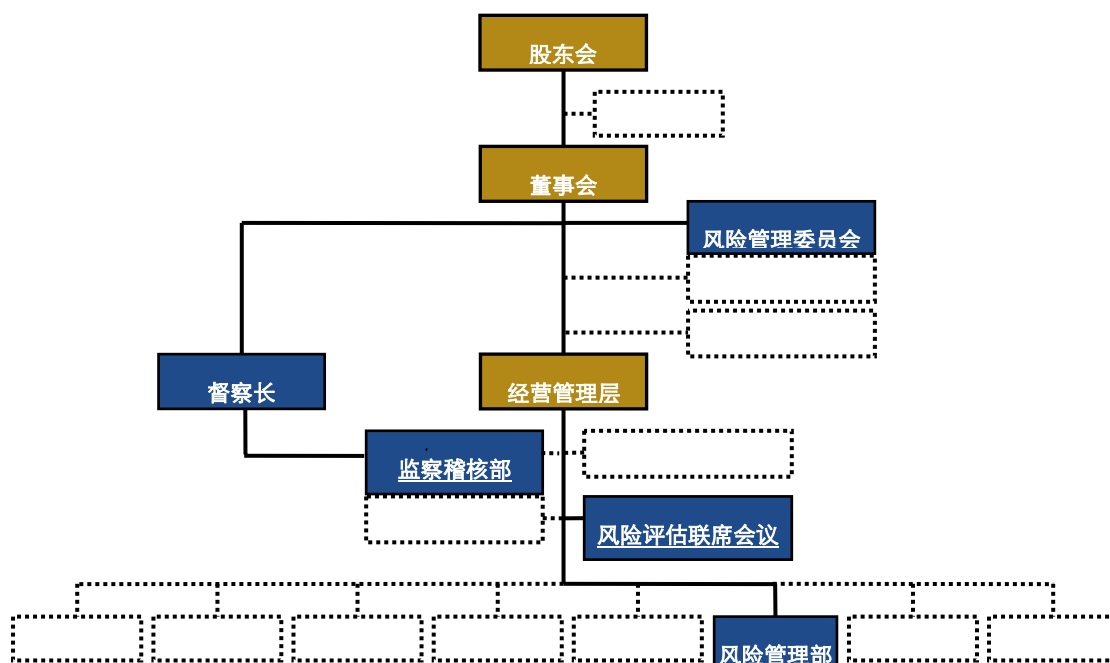 股东会
董事会
风险管理委员会
督察长
经营管理层
监察稽核部
风险评估联席会议
风险管理部